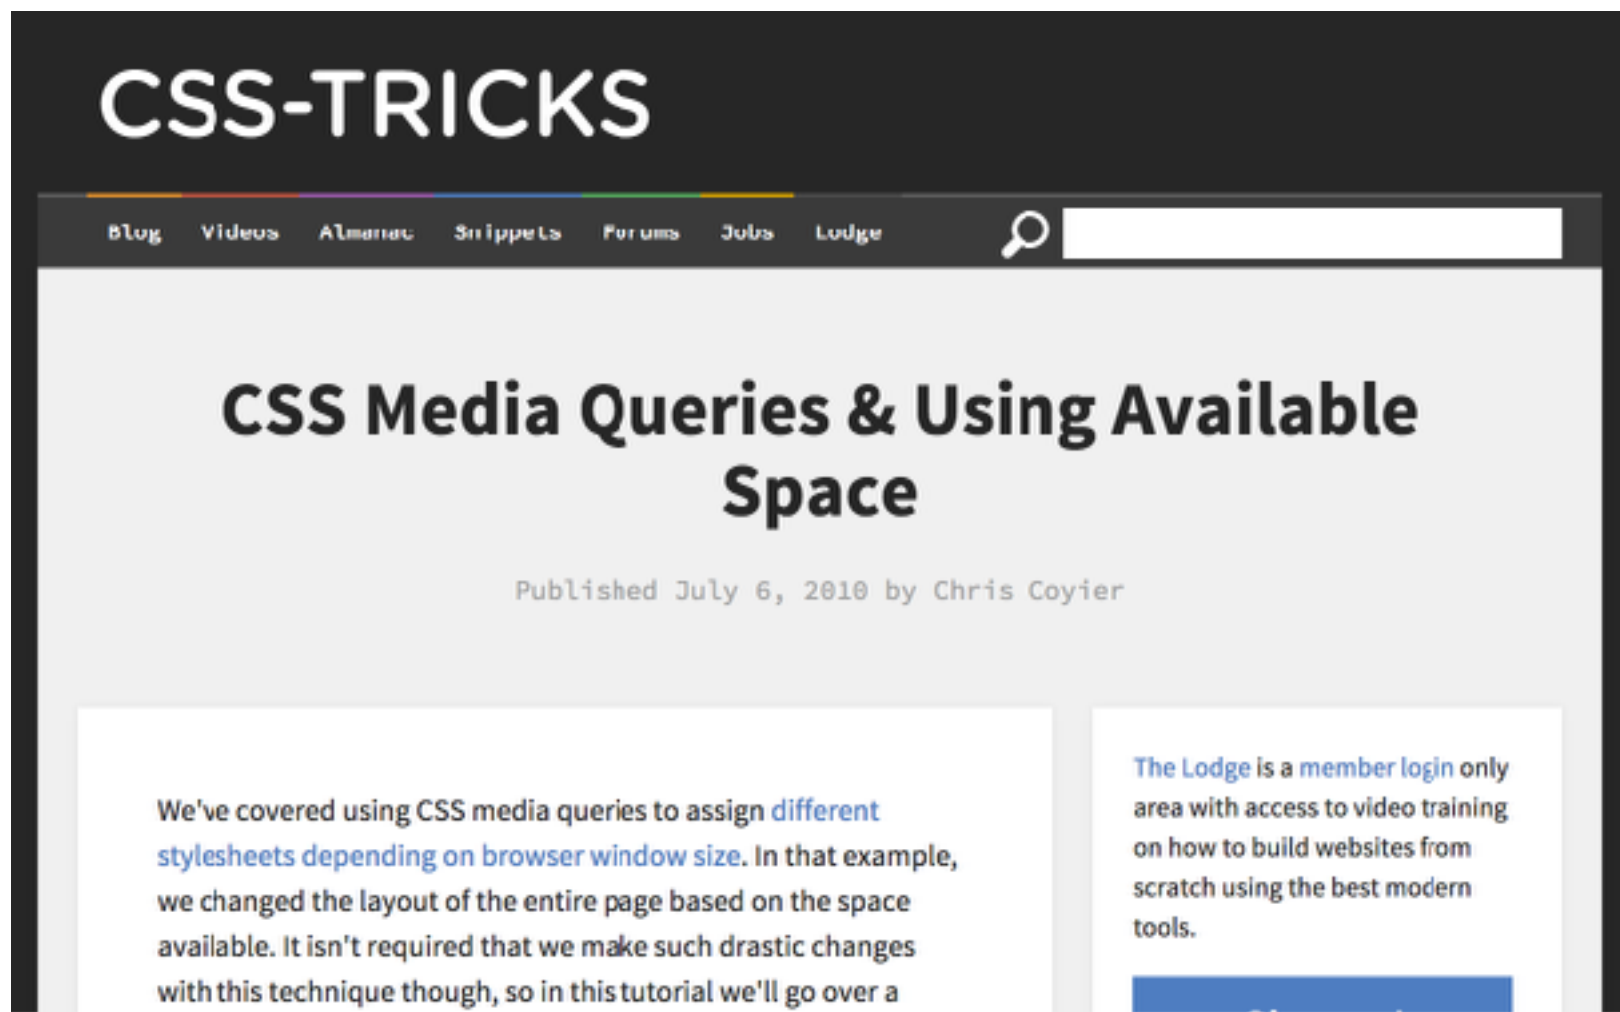 CSS-TRICKS
Blog Videos Almanac Snippets Forums Jobs Lodge
CSS Media Queries & Using Available
Space
Published July 6, 2010 by Chris Coyier
We've covered using CSS media queries to assign different
stylesheets depending on browser window size. In that example,
we changed the layout of the entire page based on the space
available. It isn't required that we make such drastic changes
with this technique though, so in this tutorial we'll go over a
The Lodge is a member login only
area with access to video training
on how to build websites from
scratch using the best modern
tools.